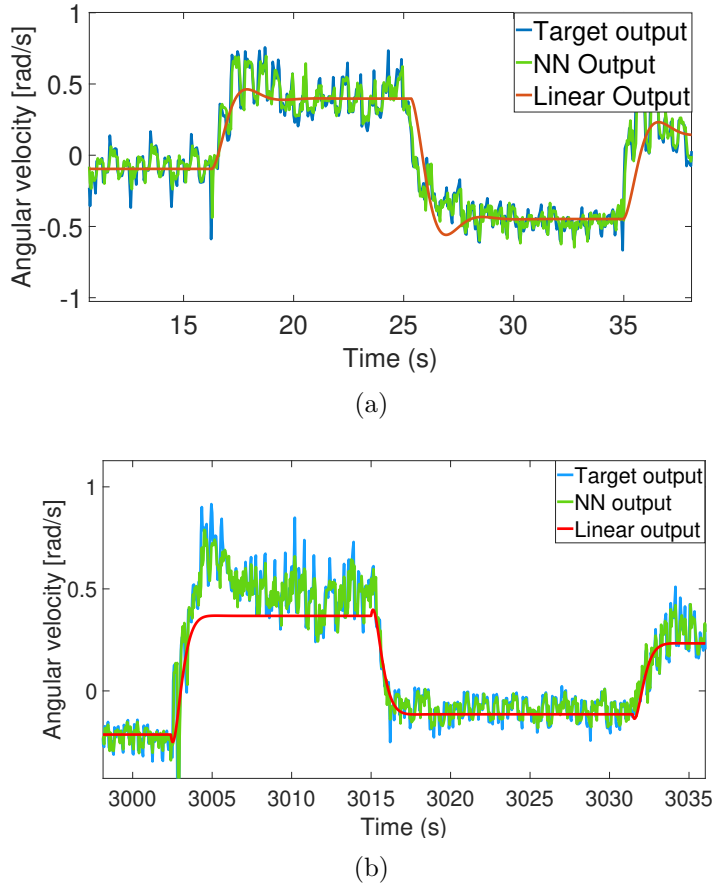 Angular velocity [rad/s]
1
0.5
0
-0.5
-1
Target output
NN Output
Linear Output
15
20
25
30
35
Time (s)
(a)
Angular velocity [rad/s]
1
0.5
0
Target output
NN output
Linear output
3000
3005
3010
3015
3020
3025
3030
3035
Time (s)
(b)